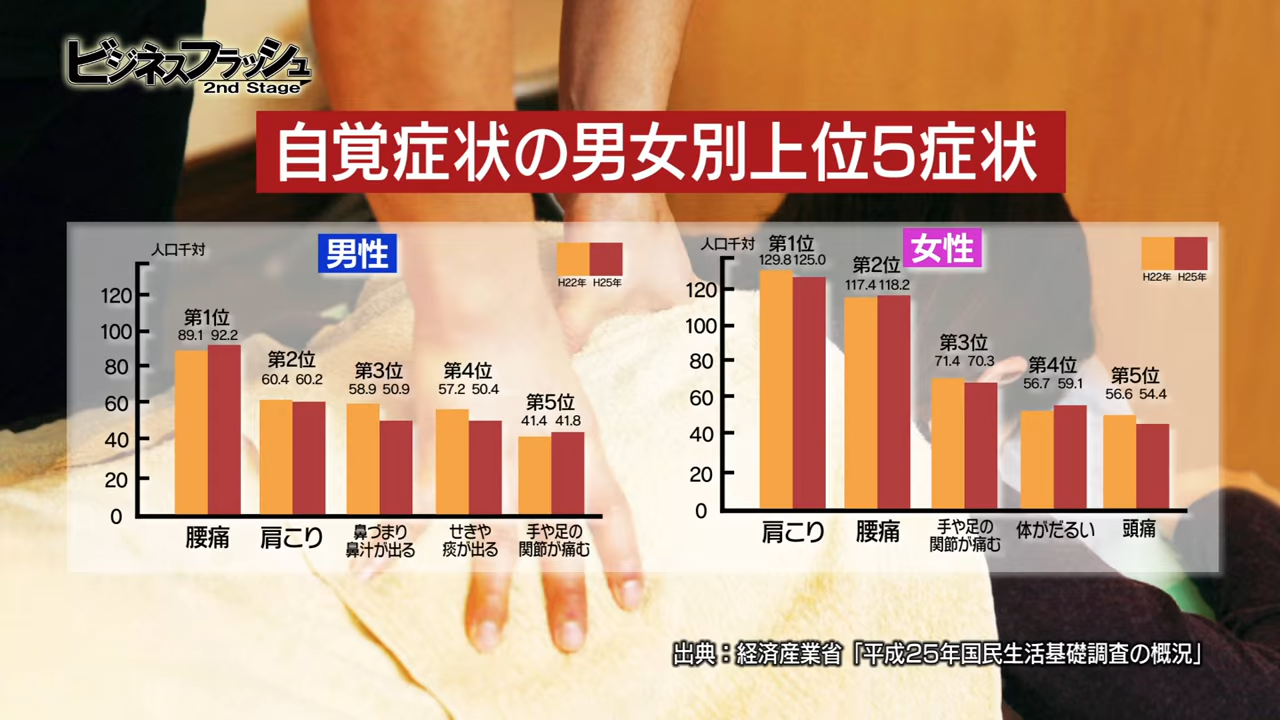 ビジネスフラッシュ
2nd Stage
自覚症状の男女別上位5症状
人口千対
男性
H22年 H25年
120
100
80
60
40
20
0
第1位
89.1 92.2
第2位
60.4 60.2
第3位
58.9 50.9
第4位
57.2 50.4
第5位
41.4 41.8
腰痛
肩こり
鼻づまり
鼻汁が出る
せきや
痰が出る
手や足の
関節が痛む
人口千対
女性
H22年 H25年
120
100
80
60
40
20
0
第1位
129.8 125.0
第2位
117.4 118.2
第3位
71.4 70.3
第4位
56.7 59.1
第5位
56.6 54.4
肩こり
腰痛
手や足の
関節が痛む
体がだるい
頭痛
出典：経済産業省「平成25年国民生活基礎調査の概況」